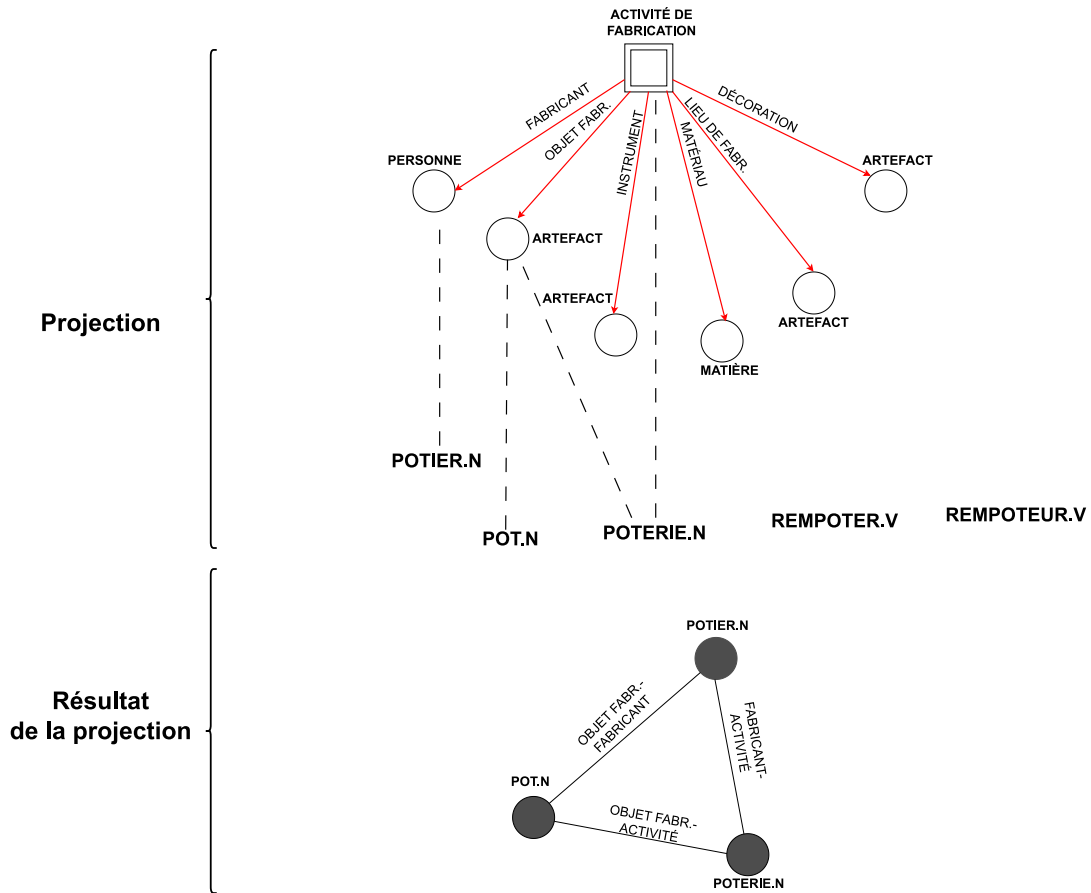 ACTIVITÉ DE
FABRICATION
FABRICANT
OBJET FABR.
INSTRUMENT
MATÉRIAU
LIEU DE FABR.
DÉCORATION
PERSONNE
ARTEFACT
ARTEFACT
ARTEFACT
ARTEFACT
MATIÈRE
Projection
POTIER.N
POT.N
POTERIE.N
REMPOTER.V
REMPOTEUR.V
POTIER.N
OBJET FABR.-
FABRICANT
FABRICANT-
ACTIVITÉ
Résultat
de la projection
POT.N
OBJET FABR.-
ACTIVITÉ
POTERIE.N